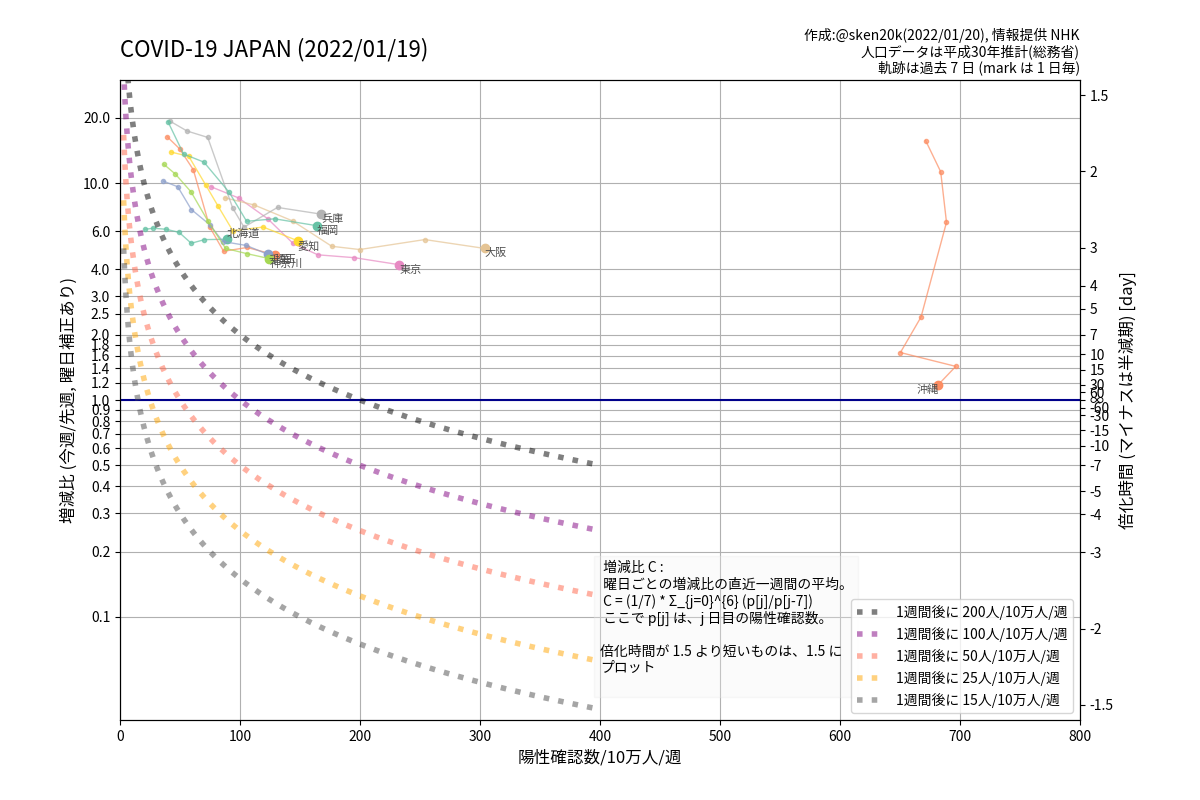 COVID-19 JAPAN (2022/01/19)
作成:@sken20k(2022/01/20), 情報提供 NHK
人口データは平成30年推計(総務省)
軌跡は過去７日 (mark は１日毎)
増減比 (今週/先週, 曜日補正あり)
20.0
10.0
6.0
4.0
3.0
2.5
2.0
1.8
1.6
1.4
1.2
1.0
0.9
0.8
0.7
0.6
0.5
0.4
0.3
0.2
0.1
兵庫
福岡
北海道
愛知
大阪
神奈川
東京
沖縄
1.5
2
3
4
5
7
10
15
30
60
∞
-60
-30
-15
-10
-7
-5
-4
-3
-2
-1.5
倍化時間 (マイナスは半減期) [day]
増減比 C :
曜日ごとの増減比の直近一週間の平均。
C = (1/7) * Σ_{j=0}^{6} (p[j]/p[j-7])
ここで p[j] は、j 日目の陽性確認数。
倍化時間が 1.5 より短いものは、1.5 に
プロット
1週間後に 200人/10万人/週
1週間後に 100人/10万人/週
1週間後に 50人/10万人/週
1週間後に 25人/10万人/週
1週間後に 15人/10万人/週
0 100 200 300 400 500 600 700 800
陽性確認数/10万人/週